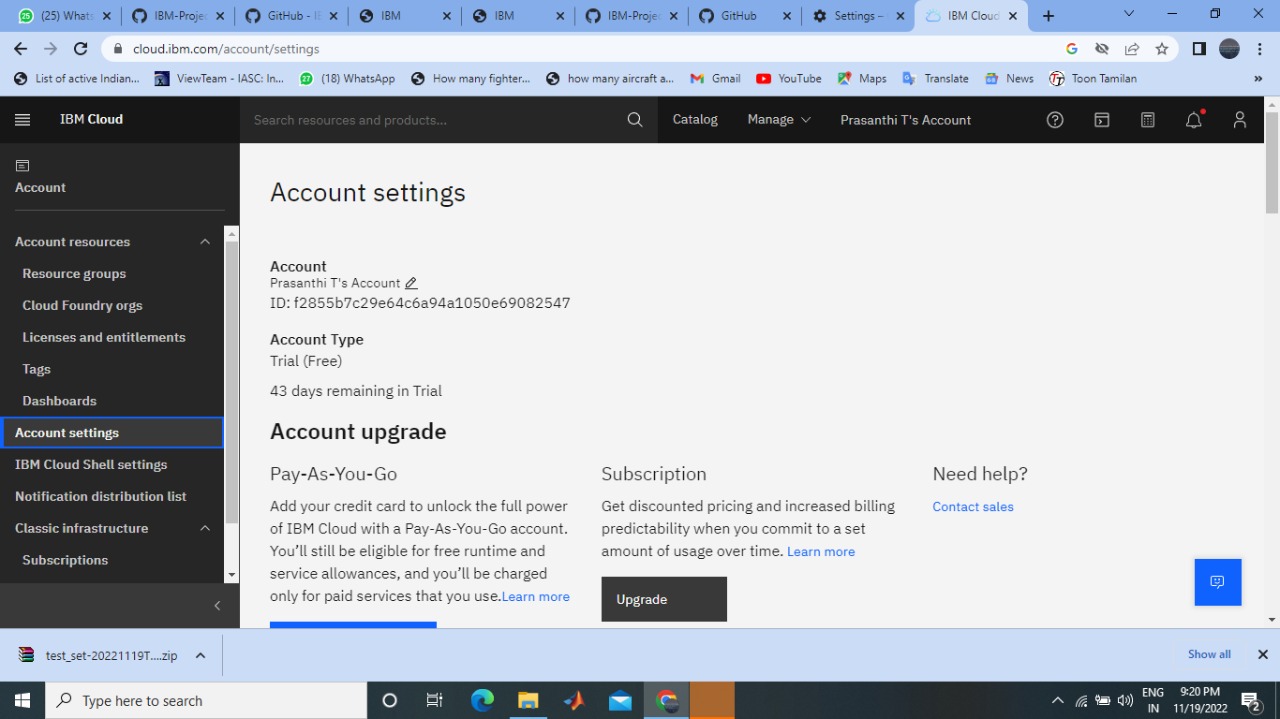 (25) Whats
IBM-Projec
GitHub - IB
IBM
IBM
IBM-Projec
GitHub
Settings –
IBM Cloud
cloud.ibm.com/account/settings
List of active Indian...
ViewTeam - IASC: In...
(18) WhatsApp
How many fighter...
how many aircraft a...
Gmail
YouTube
Maps
Translate
News
Toon Tamilan
IBM Cloud
Search resources and products...
Catalog
Manage
Prasanthi T's Account
Account
Account resources
Resource groups
Cloud Foundry orgs
Licenses and entitlements
Tags
Dashboards
Account settings
IBM Cloud Shell settings
Notification distribution list
Classic infrastructure
Subscriptions
Account settings
Account
Prasanthi T's Account
ID: f2855b7c29e64c6a94a1050e69082547
Account Type
Trial (Free)
43 days remaining in Trial
Account upgrade
Pay-As-You-Go
Add your credit card to unlock the full power
of IBM Cloud with a Pay-As-You-Go account.
You’ll still be eligible for free runtime and
service allowances, and you’ll be charged
only for paid services that you use.Learn more
Subscription
Get discounted pricing and increased billing
predictability when you commit to a set
amount of usage over time. Learn more
Upgrade
Need help?
Contact sales
test_set-20221119T....zip
Show all
Type here to search
ENG
IN
9:20 PM
11/19/2022
2